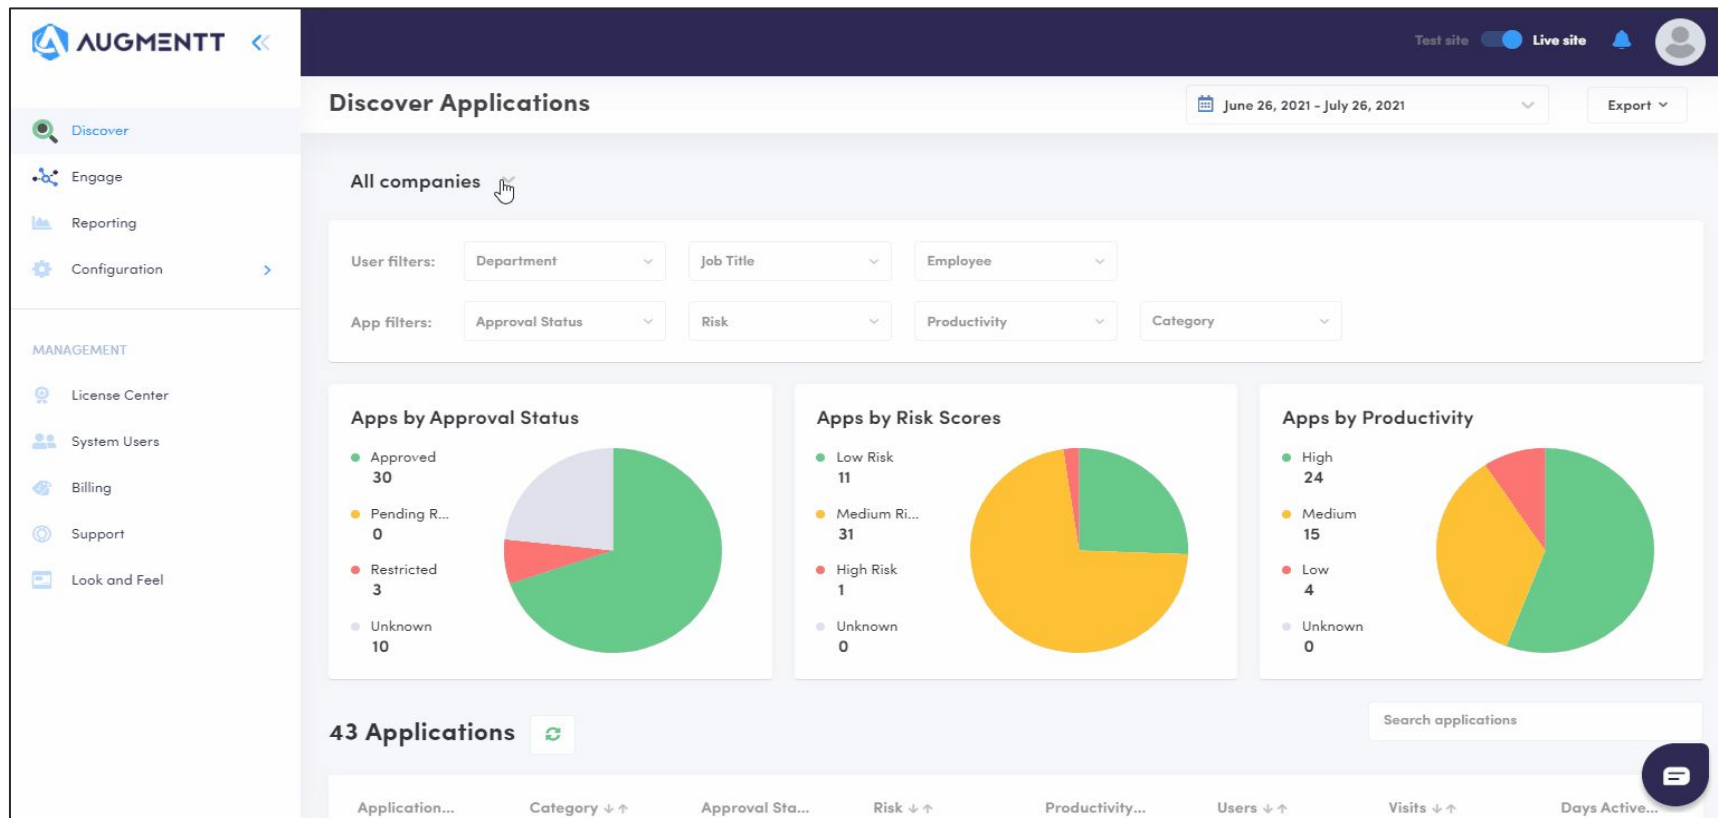 AUGMENTT
Test site Live site
Discover Applications
June 26, 2021 - July 26, 2021
Export
Discover
Engage
Reporting
Configuration
MANAGEMENT
License Center
System Users
Billing
Support
Look and Feel
All companies
User filters: Department Job Title Employee
App filters: Approval Status Risk Productivity Category
Apps by Approval Status
Approved
30
Pending R...
0
Restricted
3
Unknown
10
Apps by Risk Scores
Low Risk
11
Medium Ri...
31
High Risk
1
Unknown
0
Apps by Productivity
High
24
Medium
15
Low
4
Unknown
0
43 Applications
Search applications
Application... Category ↓↑ Approval Sta... Risk ↓↑ Productivity... Users ↓↑ Visits ↓↑ Days Active...